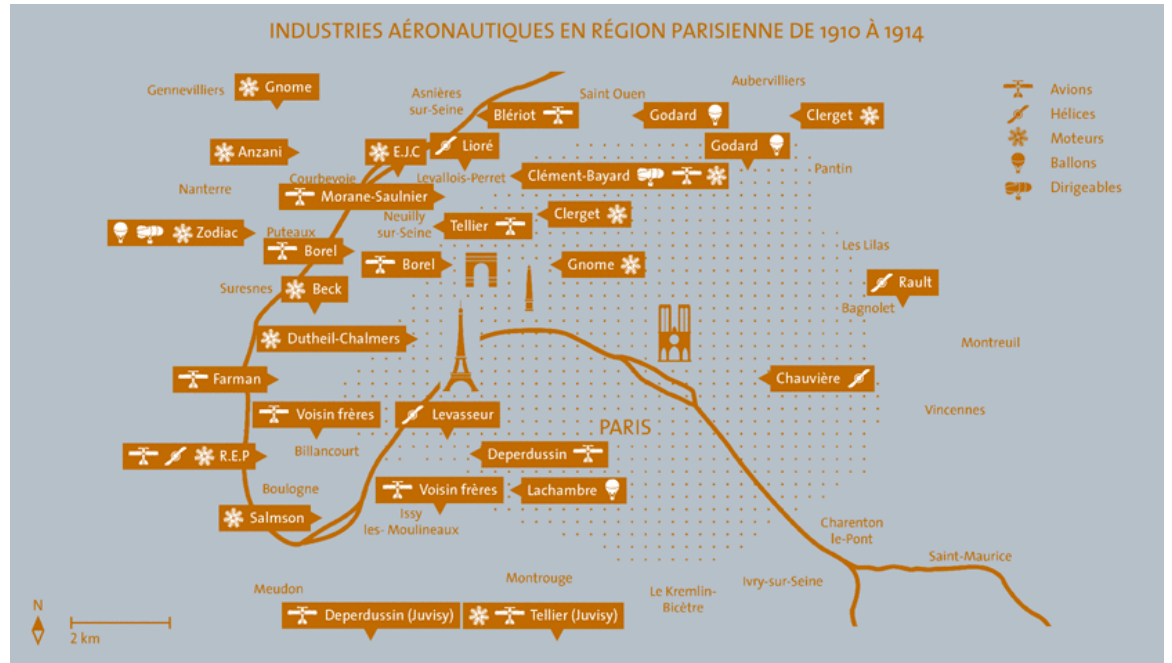 INDUSTRIES AÉRONAUTIQUES EN RÉGION PARISIENNE DE 1910 À 1914
Avions
Hélices
Moteurs
Ballons
Dirigeables
Gennevilliers
Gnome
Asnières
sur-Seine
Saint Ouen
Aubervilliers
Blériot
Godard
Clerget
Anzani
E.J.C
Lioré
Godard
Pantin
Nanterre
Courbevoie
Levallois-Perret
Clément-Bayard
Morane-Saulnier
Neuilly
sur-Seine
Tellier
Clerget
Zodiac
Puteaux
Borel
Borel
Gnome
Les Lilas
Suresnes
Beck
Rault
Bagnolet
Dutheil-Chalmers
Montreuil
Farman
Chauvière
Voisin frères
Levasseur
Vincennes
PARIS
R.E.P
Billancourt
Deperdussin
Boulogne
Voisin frères
Lachambre
Salmson
Issy
les- Moulineaux
Charenton
le-Pont
Saint-Maurice
Meudon
Montrouge
Le Kremlin-
Bicètre
Ivry-sur-Seine
Deperdussin (Juvisy)
Tellier (Juvisy)
N
2 km